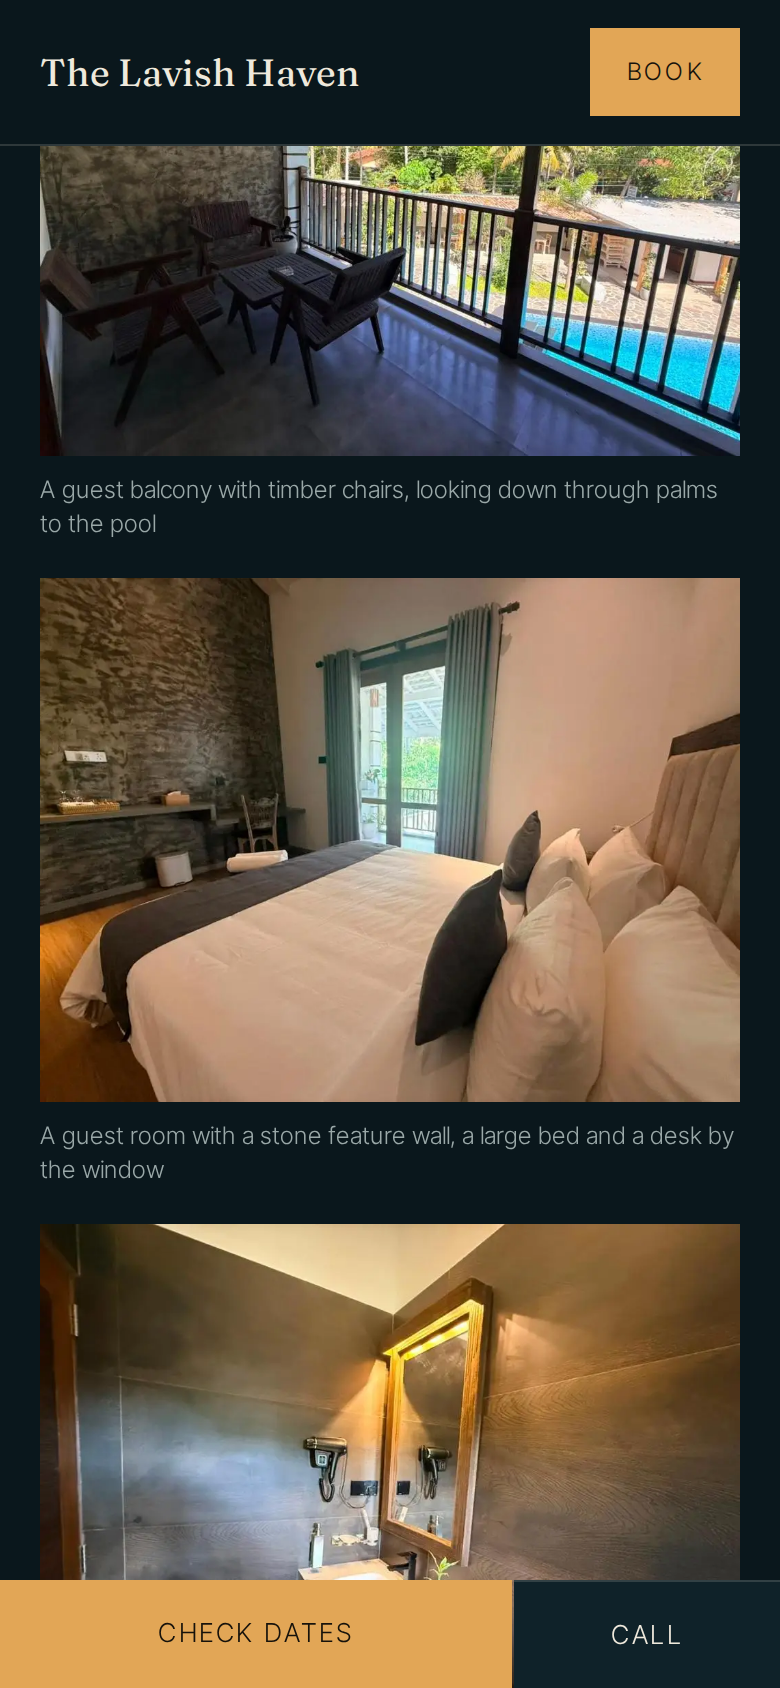 The Lavish Haven
BOOK
A guest balcony with timber chairs, looking down through palms
to the pool
A guest room with a stone feature wall, a large bed and a desk by
the window
CHECK DATES
CALL